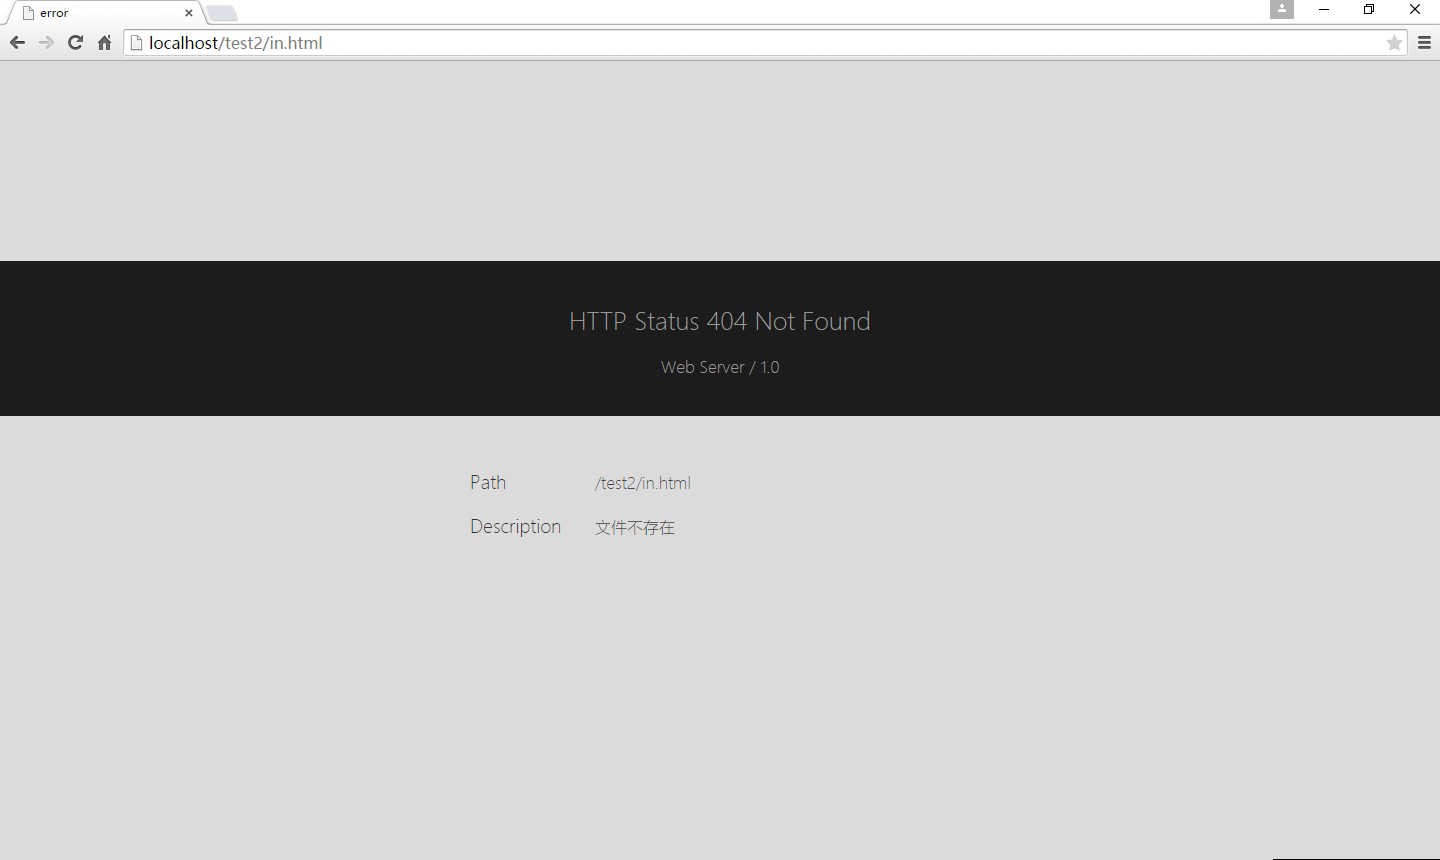 error
localhost/test2/in.html
HTTP Status 404 Not Found
Web Server / 1.0
Path /test2/in.html
Description 文件不存在